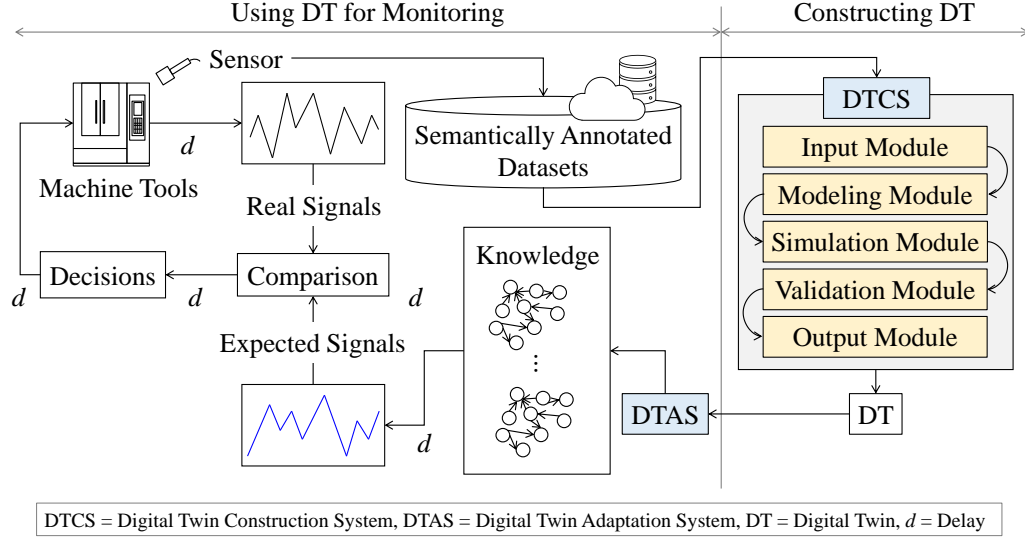 Using DT for Monitoring
Constructing DT
Sensor
Machine Tools
d
Real Signals
Semantically Annotated
Datasets
DTCS
Input Module
Modeling Module
Simulation Module
Validation Module
Output Module
Decisions
d
d
Comparison
d
Expected Signals
d
Knowledge
⋮
DTAS
DT
DTCS = Digital Twin Construction System, DTAS = Digital Twin Adaptation System, DT = Digital Twin, d = Delay